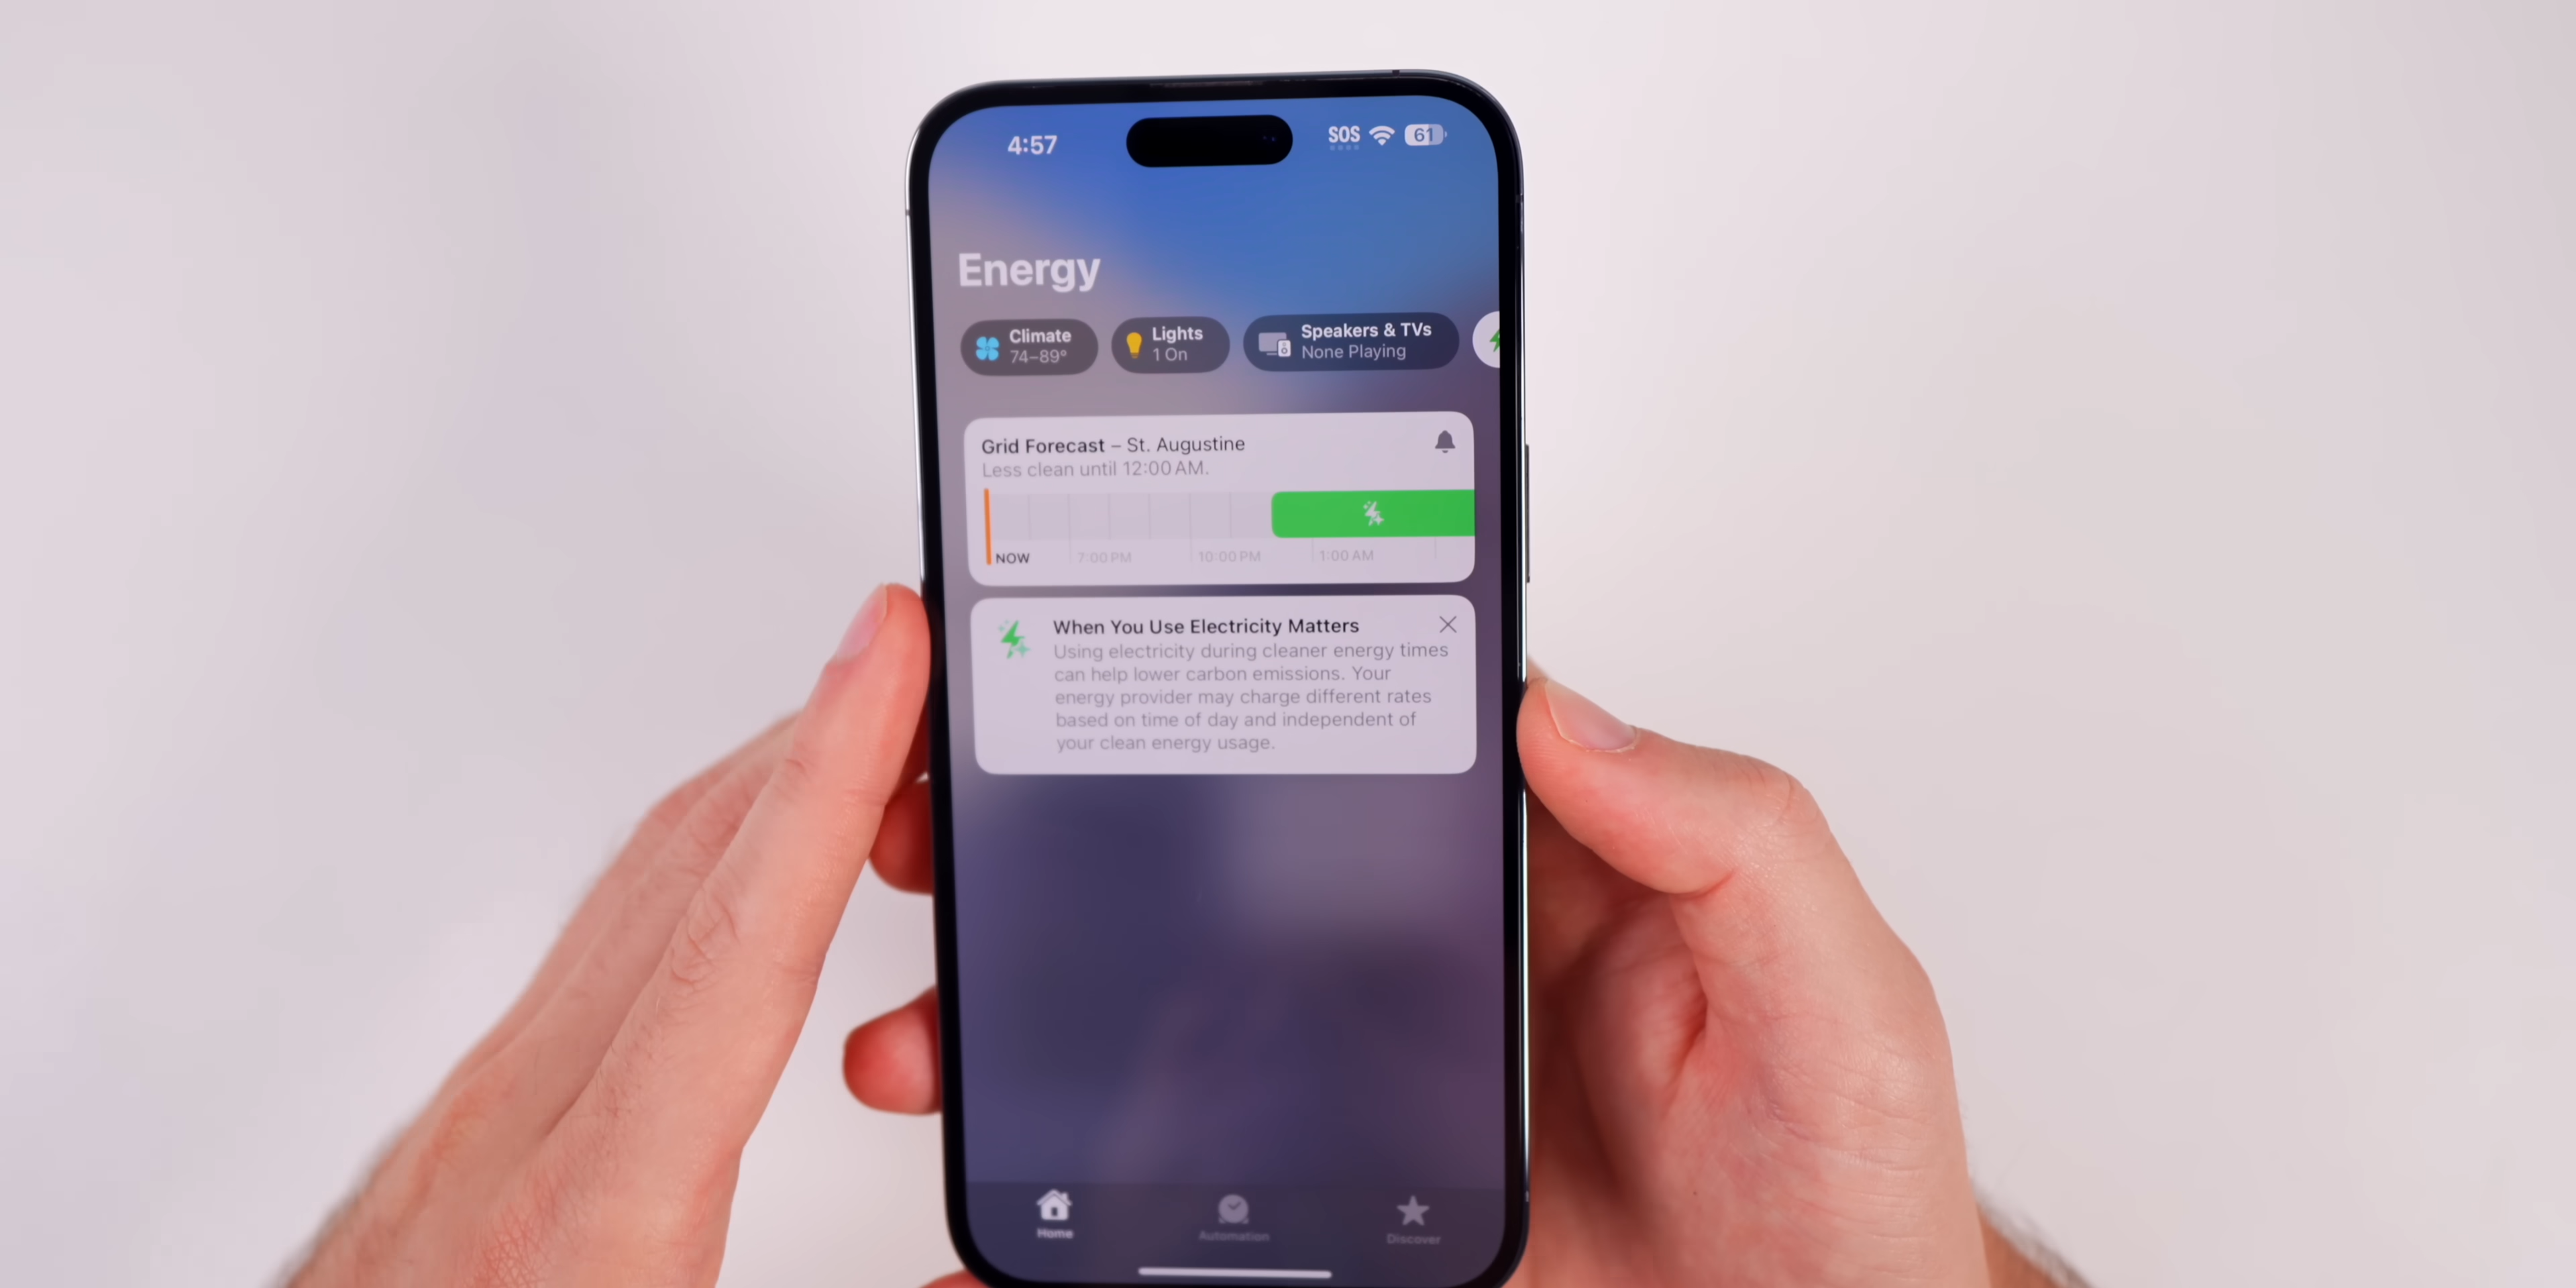 4:57
SOS
61
Energy
Climate
74–89°
Lights
1 On
Speakers & TVs
None Playing
Grid Forecast – St. Augustine
Less clean until 12:00 AM.
NOW
7:00 PM
10:00 PM
1:00 AM
When You Use Electricity Matters
Using electricity during cleaner energy times
can help lower carbon emissions. Your
energy provider may charge different rates
based on time of day and independent of
your clean energy usage.
Home
Automation
Discover